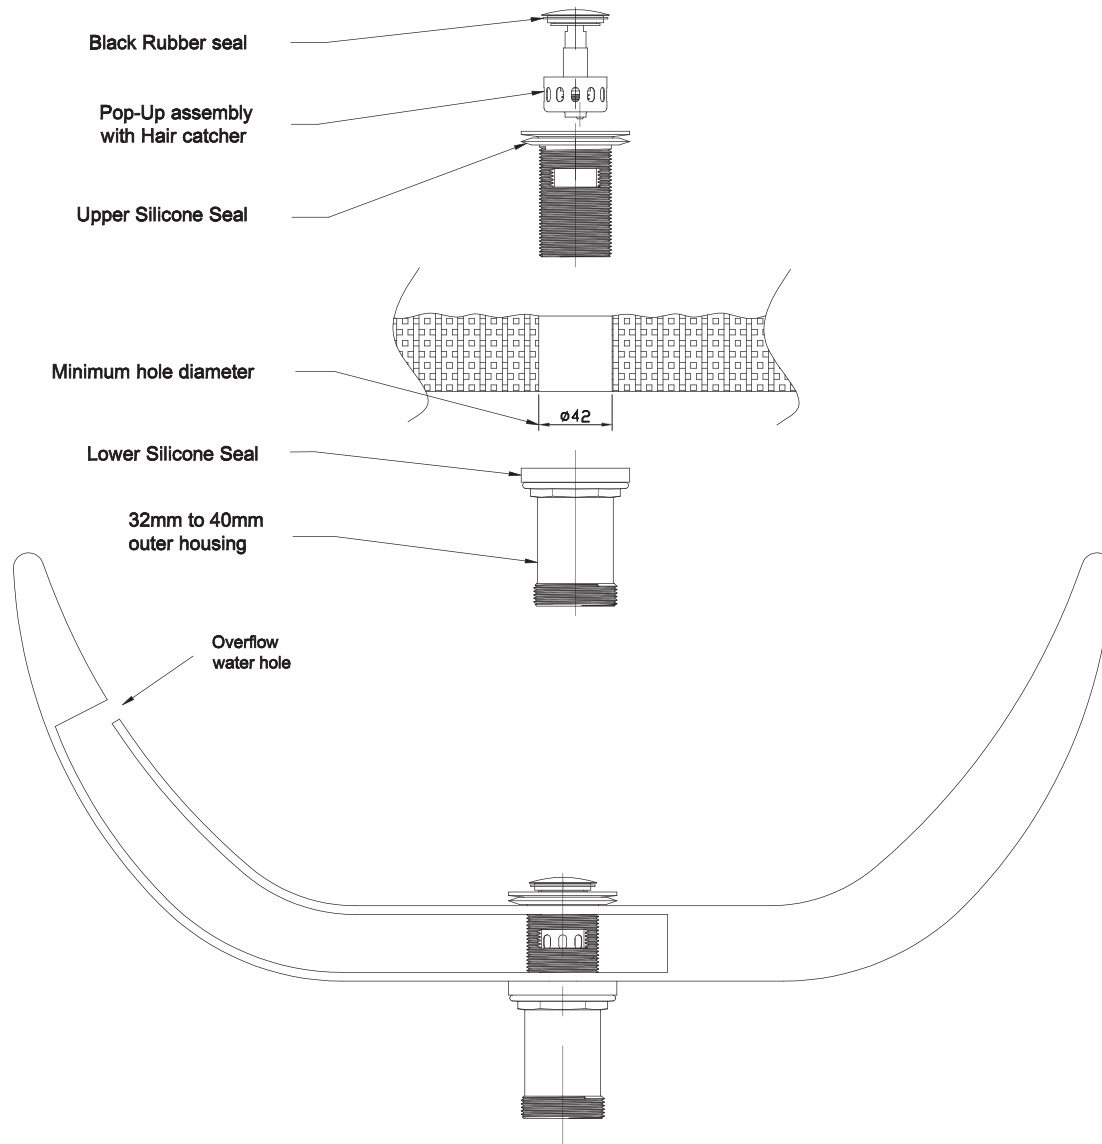 Black Rubber seal
Pop-Up assembly
with Hair catcher
Upper Silicone Seal
Minimum hole diameter
ø42
Lower Silicone Seal
32mm to 40mm
outer housing
Overflow
water hole